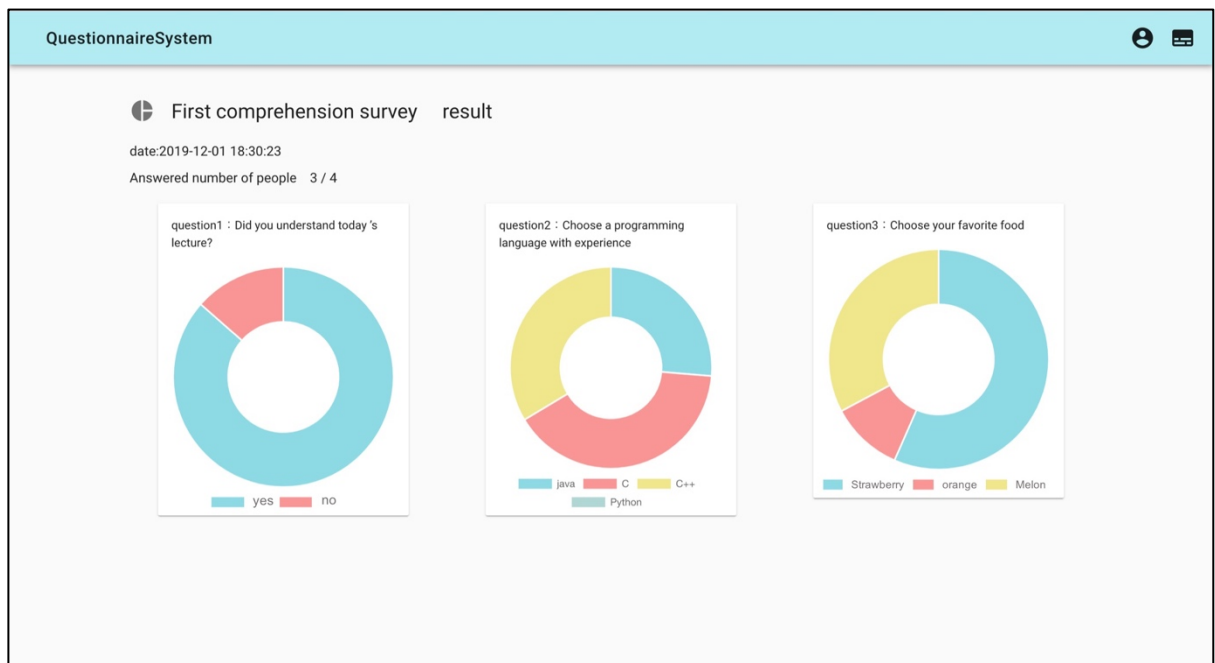 QuestionnaireSystem
First comprehension survey result
date:2019-12-01 18:30:23
Answered number of people 3 / 4
question1：Did you understand today 's
lecture?
yes no
question2：Choose a programming
language with experience
java C C++
Python
question3：Choose your favorite food
Strawberry orange Melon